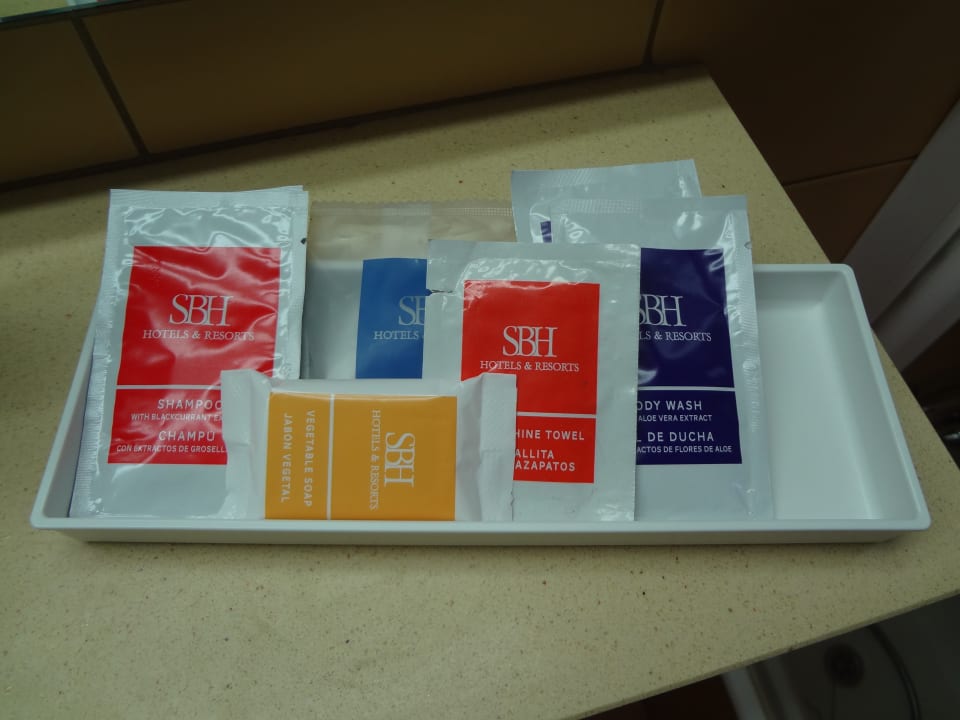 SBH
HOTELS & RESORTS
SHAMPOO
WITH BLACKCURRANT
CHAMPU
CON EXTRACTOS DE
HOTELS
SBH
HOTELS & RESORTS
VEGETABLE SOAP
JABON VEGETAL
SBH
HOTELS & RESORTS
HINE TOWEL
ALLITA
AZAPATOS
SBH
LS & RESORTS
ODY WASH
ALOE VERA EXTRACT
L DE DUCHA
ACTOS DE FLORES DE ALOE